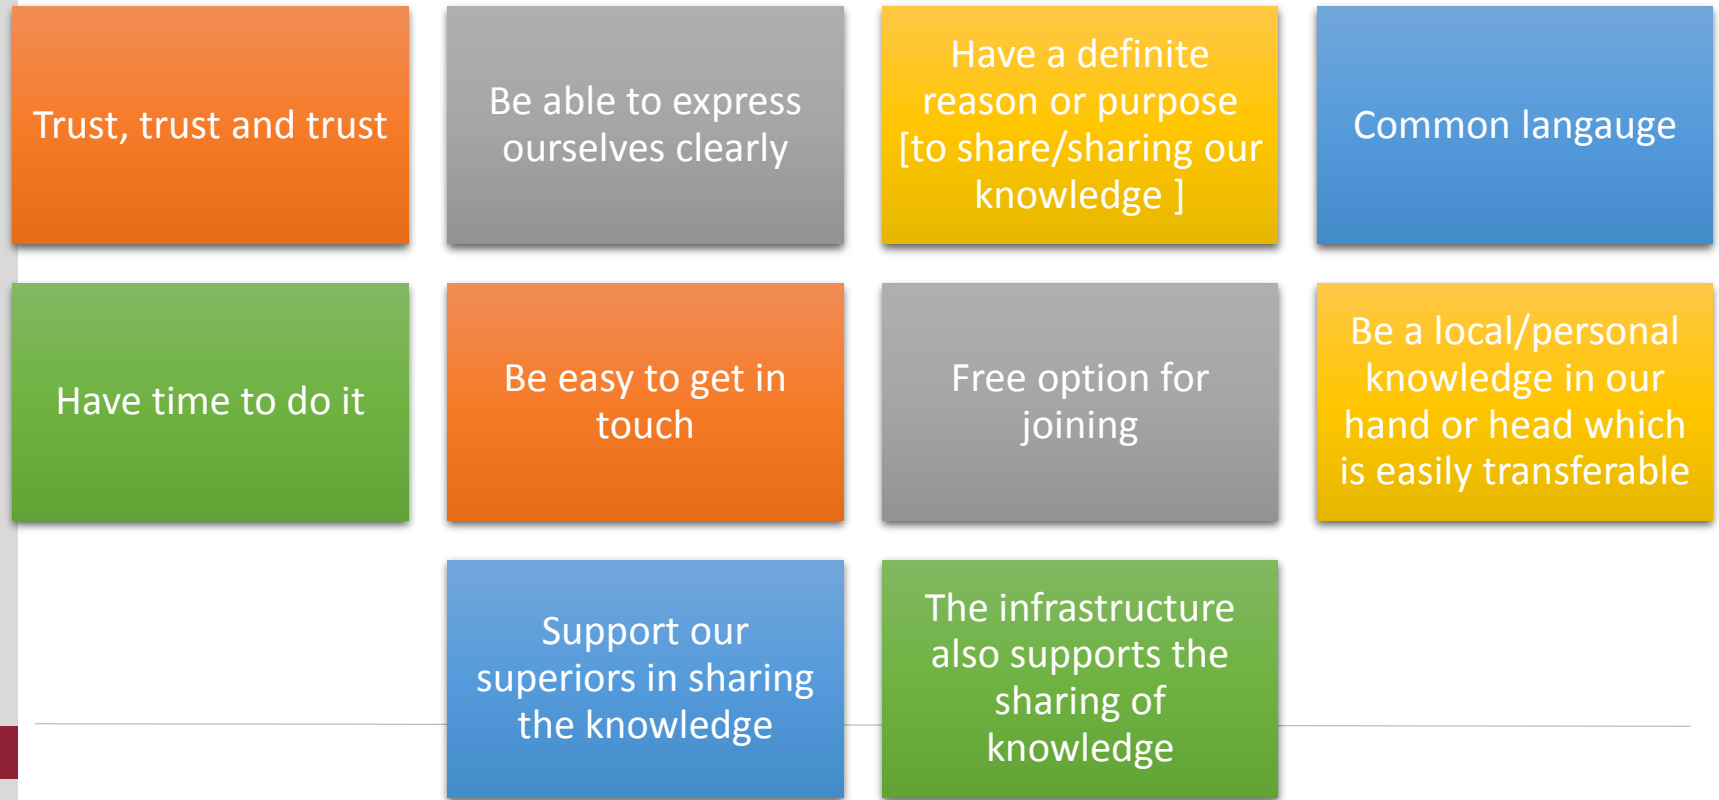 Trust, trust and trust
Be able to express
ourselves clearly
Have a definite
reason or purpose
[to share/sharing our
knowledge ]
Common langauge
Have time to do it
Be easy to get in
touch
Free option for
joining
Be a local/personal
knowledge in our
hand or head which
is easily transferable
Support our
superiors in sharing
the knowledge
The infrastructure
also supports the
sharing of
knowledge